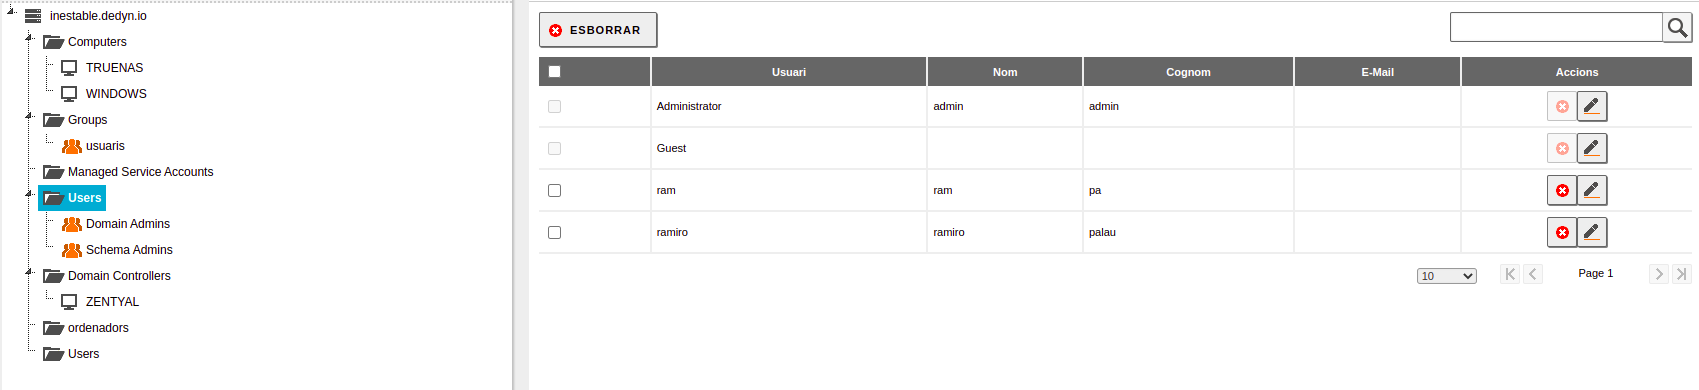 inestable.dedyn.io
Computers
TRUENAS
WINDOWS
Groups
usuaris
Managed Service Accounts
Users
Domain Admins
Schema Admins
Domain Controllers
ZENTYAL
ordenadors
Users
ESBORRAR
Usuari Nom Cognom E-Mail Accions
Administrator admin admin
Guest
ram ram pa
ramiro ramiro palau
10 Page 1